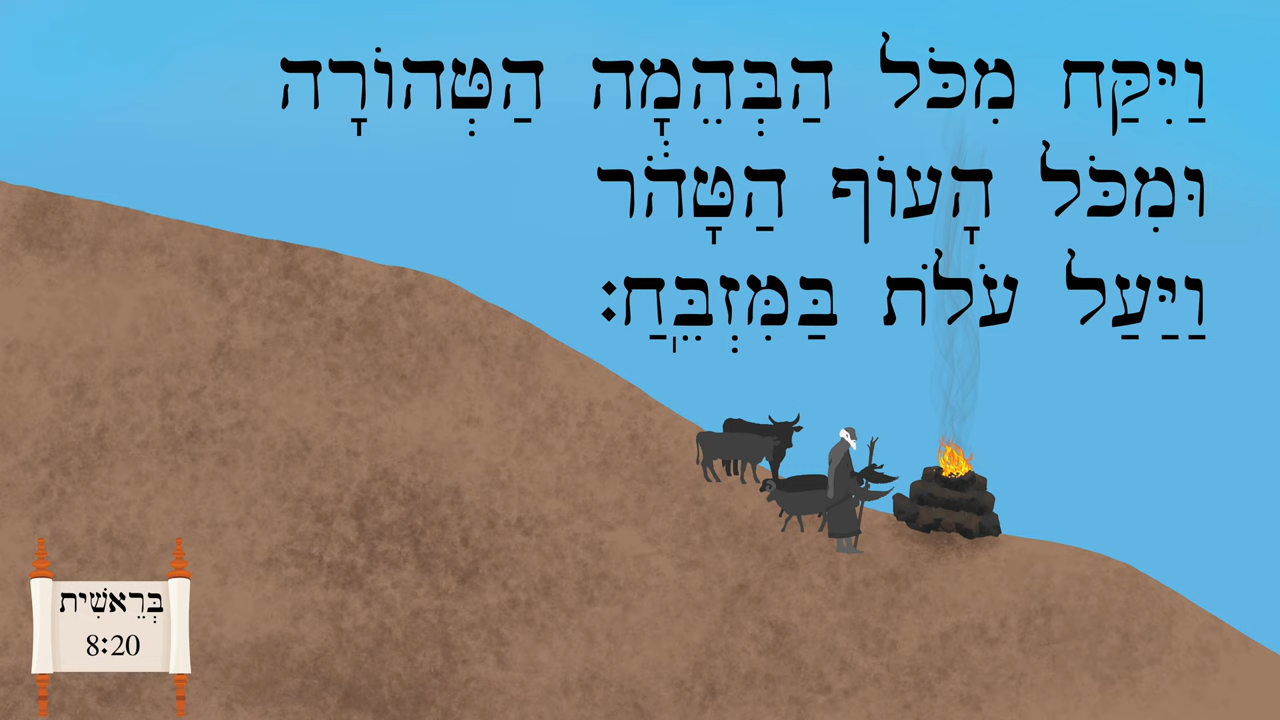 וַיִּקַּח מִכֹּל הַבְּהֵמָ֣ה הַטְּהוֹרָה
וּמִכֹּל הָעוֹף הַטָּהֹ֔ר
וַיַּעַל עֹלֹת בַּמִּזְבֵּֽחַ׃
בְּרֵאשִׁית
8:20